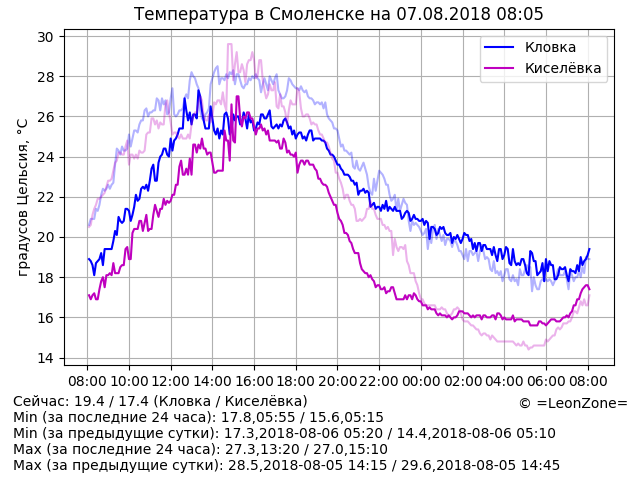 Температура в Смоленске на 07.08.2018 08:05
Кловка
Киселёвка
градусов Цельсия, °C
30
28
26
24
22
20
18
16
14
08:00 10:00 12:00 14:00 16:00 18:00 20:00 22:00 00:00 02:00 04:00 06:00 08:00
Сейчас: 19.4 / 17.4 (Кловка / Киселёвка)
© =LeonZone=
Min (за последние 24 часа): 17.8,05:55 / 15.6,05:15
Min (за предыдущие сутки): 17.3,2018-08-06 05:20 / 14.4,2018-08-06 05:10
Max (за последние 24 часа): 27.3,13:20 / 27.0,15:10
Max (за предыдущие сутки): 28.5,2018-08-05 14:15 / 29.6,2018-08-05 14:45